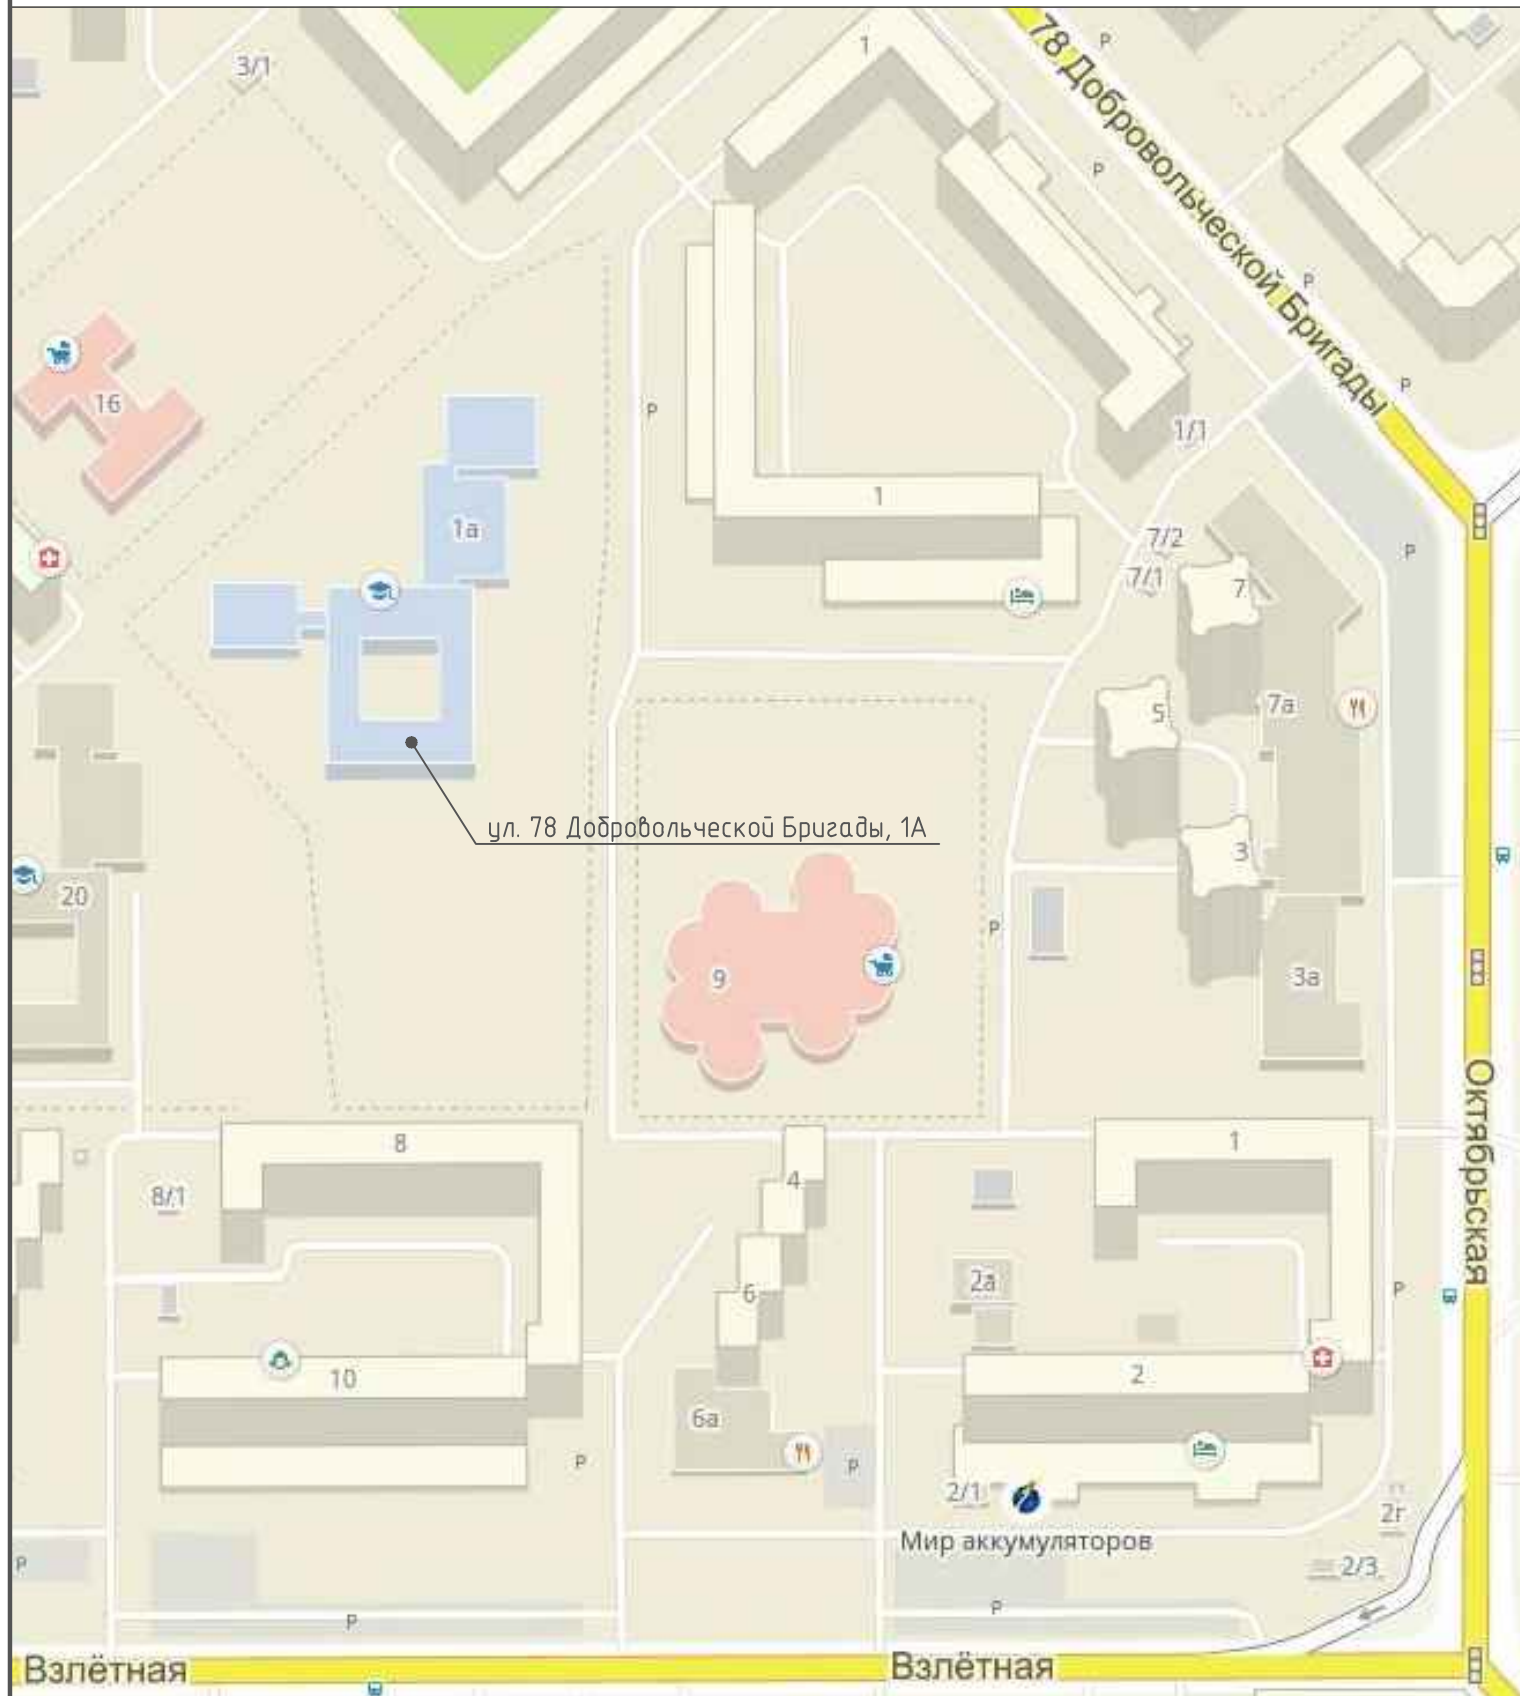 3/1
1
78 Добровольческой Бригады
P
P
P
P
16
P
1/1
1а
1
7/2
7/1
7
P
5
7а
ул. 78 Добровольческой Бригады, 1А
3
20
P
9
3а
Октябрьская
8
4
1
8/1
6
2а
P
10
2
6а
P
P
2/1
2г
Мир аккумуляторов
2/3
P
P
P
Взлётная
Взлётная